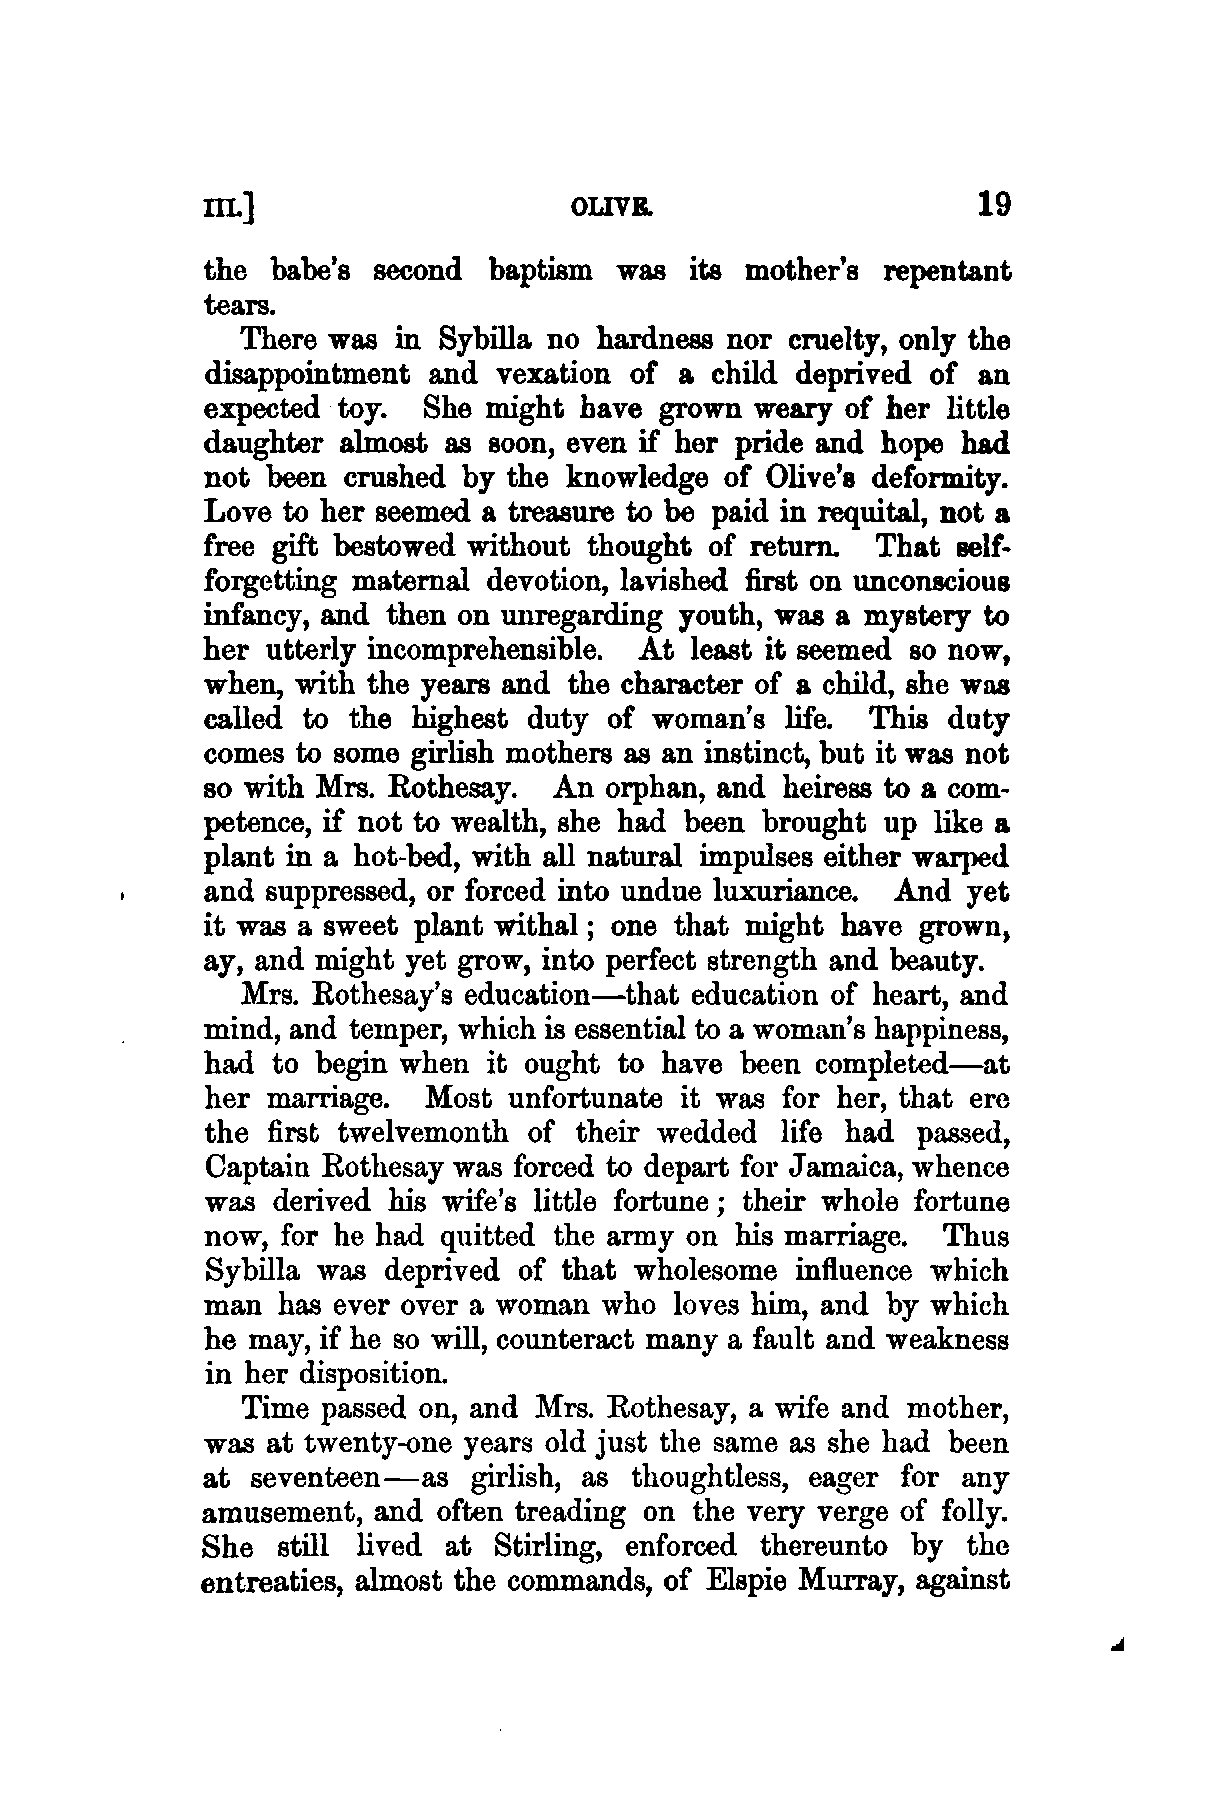 III.] OLIVE. 19
the babe's second baptism was its mother's repentant
tears.
There was in Sybilla no hardness nor cruelty, only the
disappointment and vexation of a child deprived of an
expected toy. She might have grown weary of her little
daughter almost as soon, even if her pride and hope had
not been crushed by the knowledge of Olive's deformity.
Love to her seemed a treasure to be paid in requital, not a
free gift bestowed without thought of return. That self-
forgetting maternal devotion, lavished first on unconscious
infancy, and then on unregarding youth, was a mystery to
her utterly incomprehensible. At least it seemed so now,
when, with the years and the character of a child, she was
called to the highest duty of woman's life. This duty
comes to some girlish mothers as an instinct, but it was not
so with Mrs. Rothesay. An orphan, and heiress to a com-
petence, if not to wealth, she had been brought up like a
plant in a hot-bed, with all natural impulses either warped
and suppressed, or forced into undue luxuriance. And yet
it was a sweet plant withal; one that might have grown,
ay, and might yet grow, into perfect strength and beauty.
Mrs. Rothesay's education—that education of heart, and
mind, and temper, which is essential to a woman's happiness,
had to begin when it ought to have been completed—at
her marriage. Most unfortunate it was for her, that ere
the first twelvemonth of their wedded life had passed,
Captain Rothesay was forced to depart for Jamaica, whence
was derived his wife's little fortune; their whole fortune
now, for he had quitted the army on his marriage. Thus
Sybilla was deprived of that wholesome influence which
man has ever over a woman who loves him, and by which
he may, if he so will, counteract many a fault and weakness
in her disposition.
Time passed on, and Mrs. Rothesay, a wife and mother,
was at twenty-one years old just the same as she had been
at seventeen—as girlish, as thoughtless, eager for any
amusement, and often treading on the very verge of folly.
She still lived at Stirling, enforced thereunto by the
entreaties, almost the commands, of Elspie Murray, against